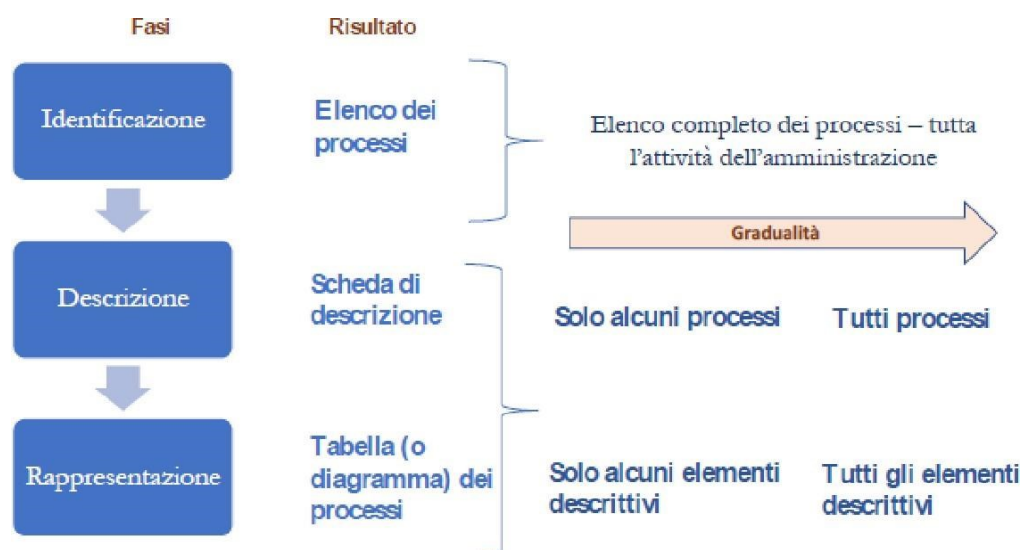 Fasi
Risultato
Identificazione
Elenco dei
processi
Elenco completo dei processi – tutta
l'attività dell'amministrazione
Gradualità
Descrizione
Scheda di
descrizione
Solo alcuni processi
Tutti processi
Rappresentazione
Tabella (o
diagramma) dei
processi
Solo alcuni elementi
descrittivi
Tutti gli elementi
descrittivi